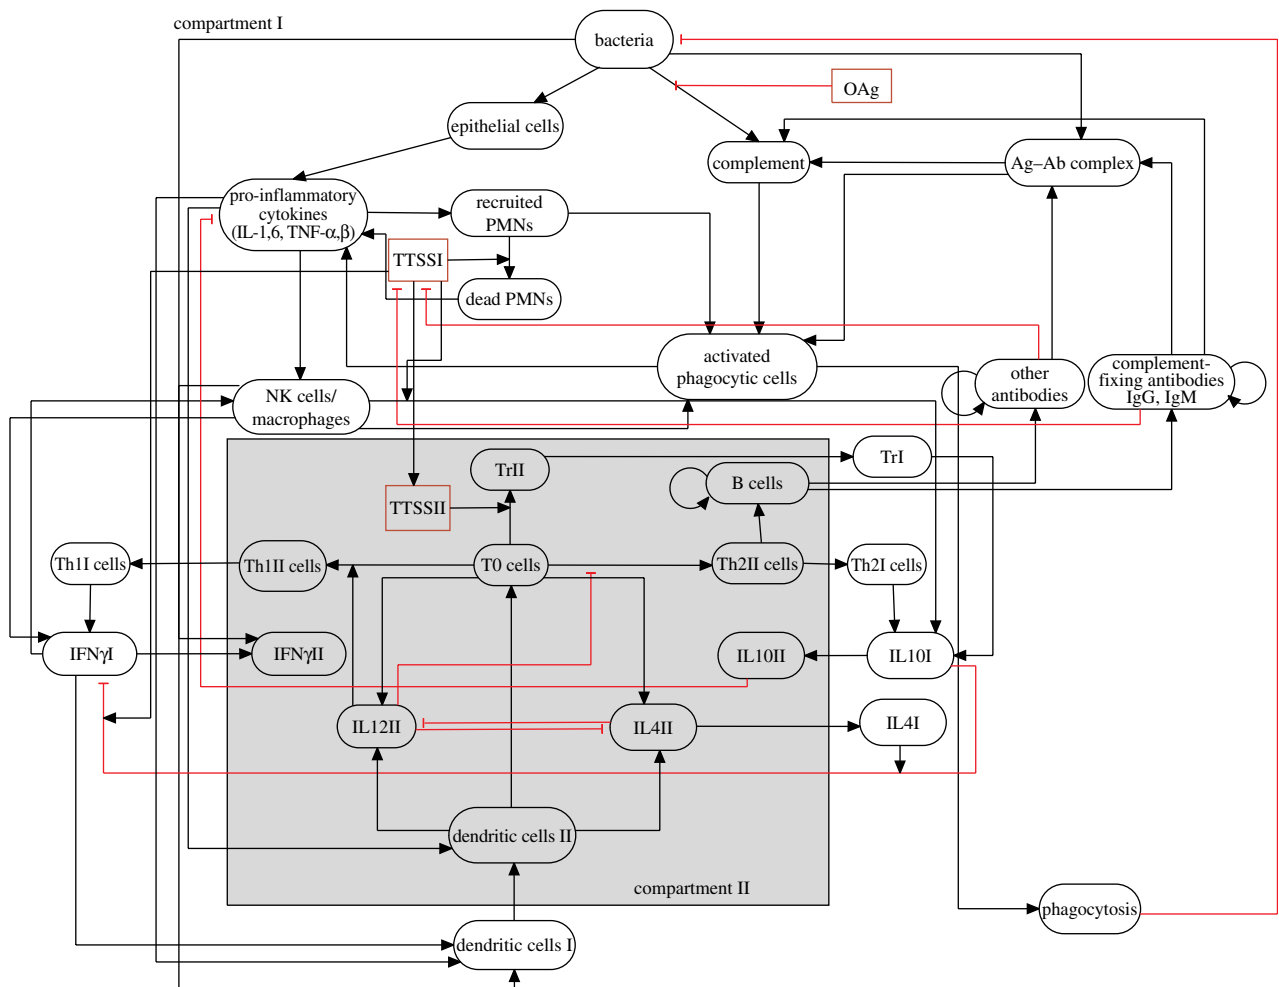 compartment I
bacteria
OAg
epithelial cells
complement
Ag–Ab complex
pro-inflammatory
cytokines
(IL-1,6, TNF-α,β)
recruited
PMNs
TTSSI
dead PMNs
activated
phagocytic cells
other
antibodies
complement-
fixing antibodies
IgG, IgM
NK cells/
macrophages
TrII
TrI
B cells
TTSSII
Th1I cells
Th1II cells
T0 cells
Th2II cells
Th2I cells
IFNγI
IFNγII
IL10II
IL10I
IL12II
IL4II
IL4I
dendritic cells II
compartment II
phagocytosis
dendritic cells I